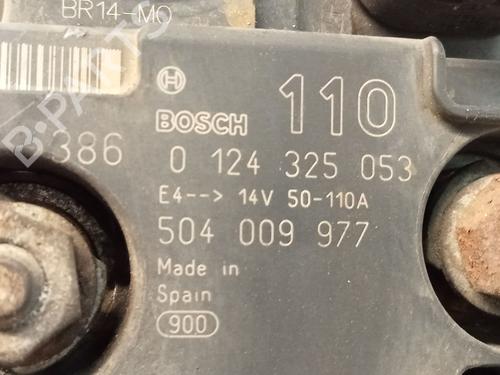 BR14-MO
BOSCH 110
386 0 124 325 053
E4--> 14V 50-110A
504 009 977
Made in
Spain
900
B-PARTS